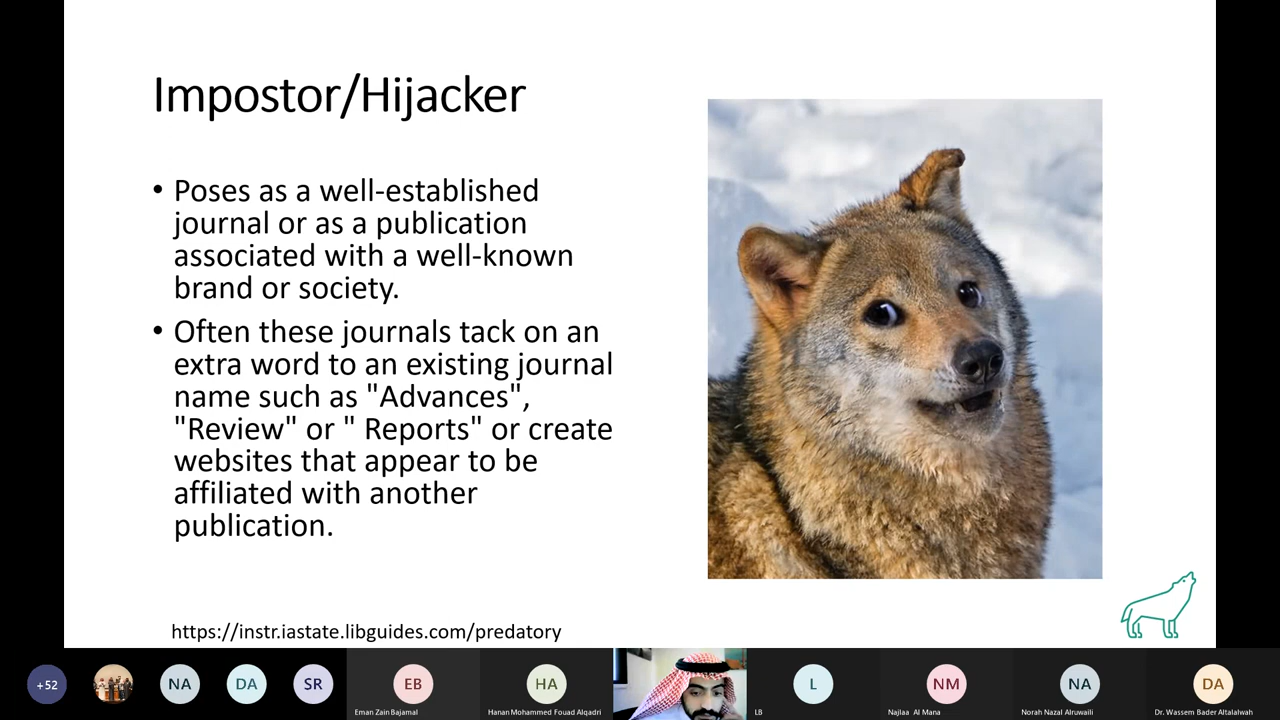 Impostor/Hijacker
• Poses as a well-established
journal or as a publication
associated with a well-known
brand or society.
• Often these journals tack on an
extra word to an existing journal
name such as "Advances",
"Review" or " Reports" or create
websites that appear to be
affiliated with another
publication.
https://instr.iastate.libguides.com/predatory
+52
NA
DA
SR
EB
HA
L
NM
NA
DA
Eman Zain Bajamal
Hanan Mohammed Fouad Alqadri
LB
Najlaa Al Mana
Norah Nazal Alruwaili
Dr. Wassem Bader Altalalwah